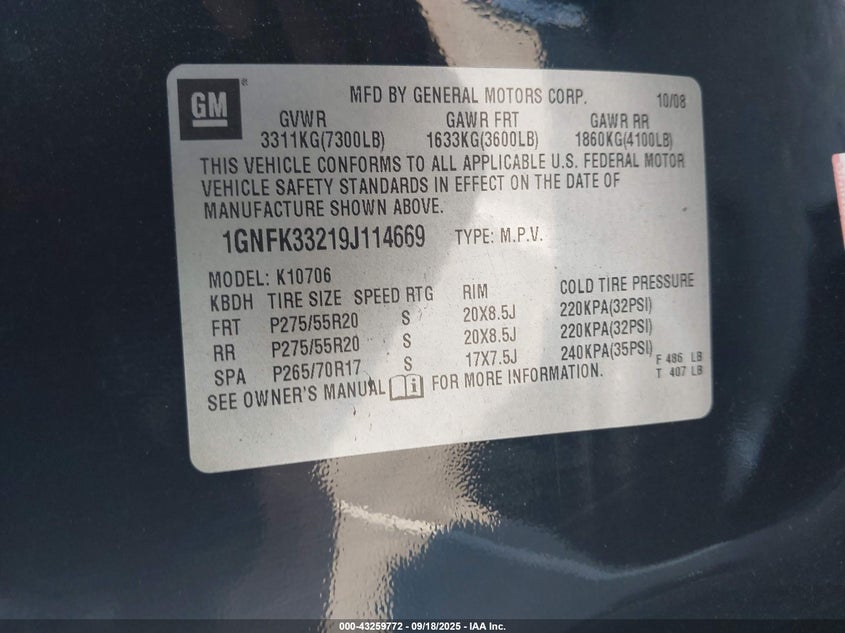 GM ®
MFD BY GENERAL MOTORS CORP. 10/08
GVWR GAWR FRT GAWR RR
3311KG(7300LB) 1633KG(3600LB) 1860KG(4100LB)
THIS VEHICLE CONFORMS TO ALL APPLICABLE U.S. FEDERAL MOTOR
VEHICLE SAFETY STANDARDS IN EFFECT ON THE DATE OF
MANUFACTURE SHOWN ABOVE.
1GNFK33219J114669 TYPE: M.P.V.
MODEL: K10706
KBDH TIRE SIZE SPEED RTG RIM COLD TIRE PRESSURE
FRT P275/55R20 S 20X8.5J 220KPA(32PSI)
RR P275/55R20 S 20X8.5J 220KPA(32PSI)
SPA P265/70R17 S 17X7.5J 240KPA(35PSI) F 486 LB
SEE OWNER'S MANUAL i FOR MORE INFORMATION. T 407 LB
000-43259772 - 09/18/2025 - IAA Inc.